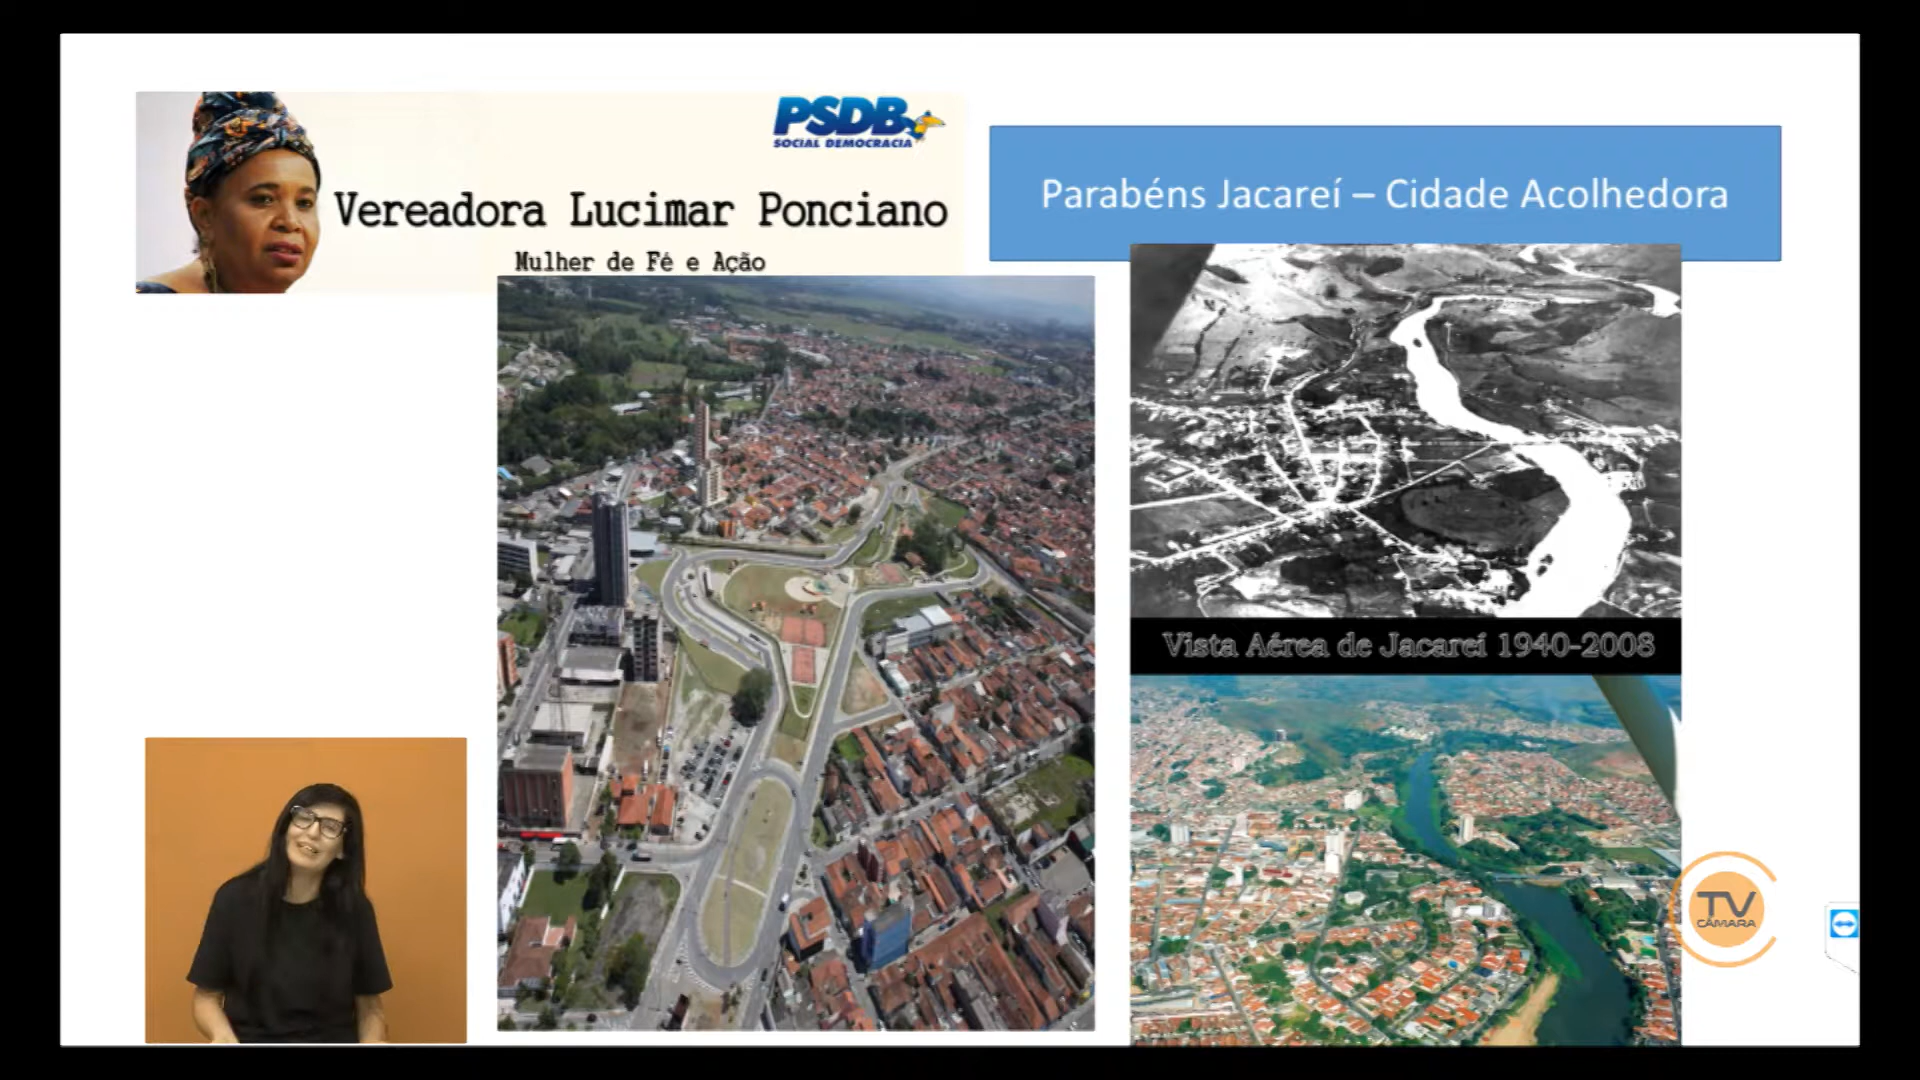 PSDB
SOCIAL DEMOCRACIA
Vereadora Lucimar Ponciano
Mulher de Fé e Ação
Parabéns Jacareí – Cidade Acolhedora
Vista Aérea de Jacareí 1940-2008
TV
CÂMARA